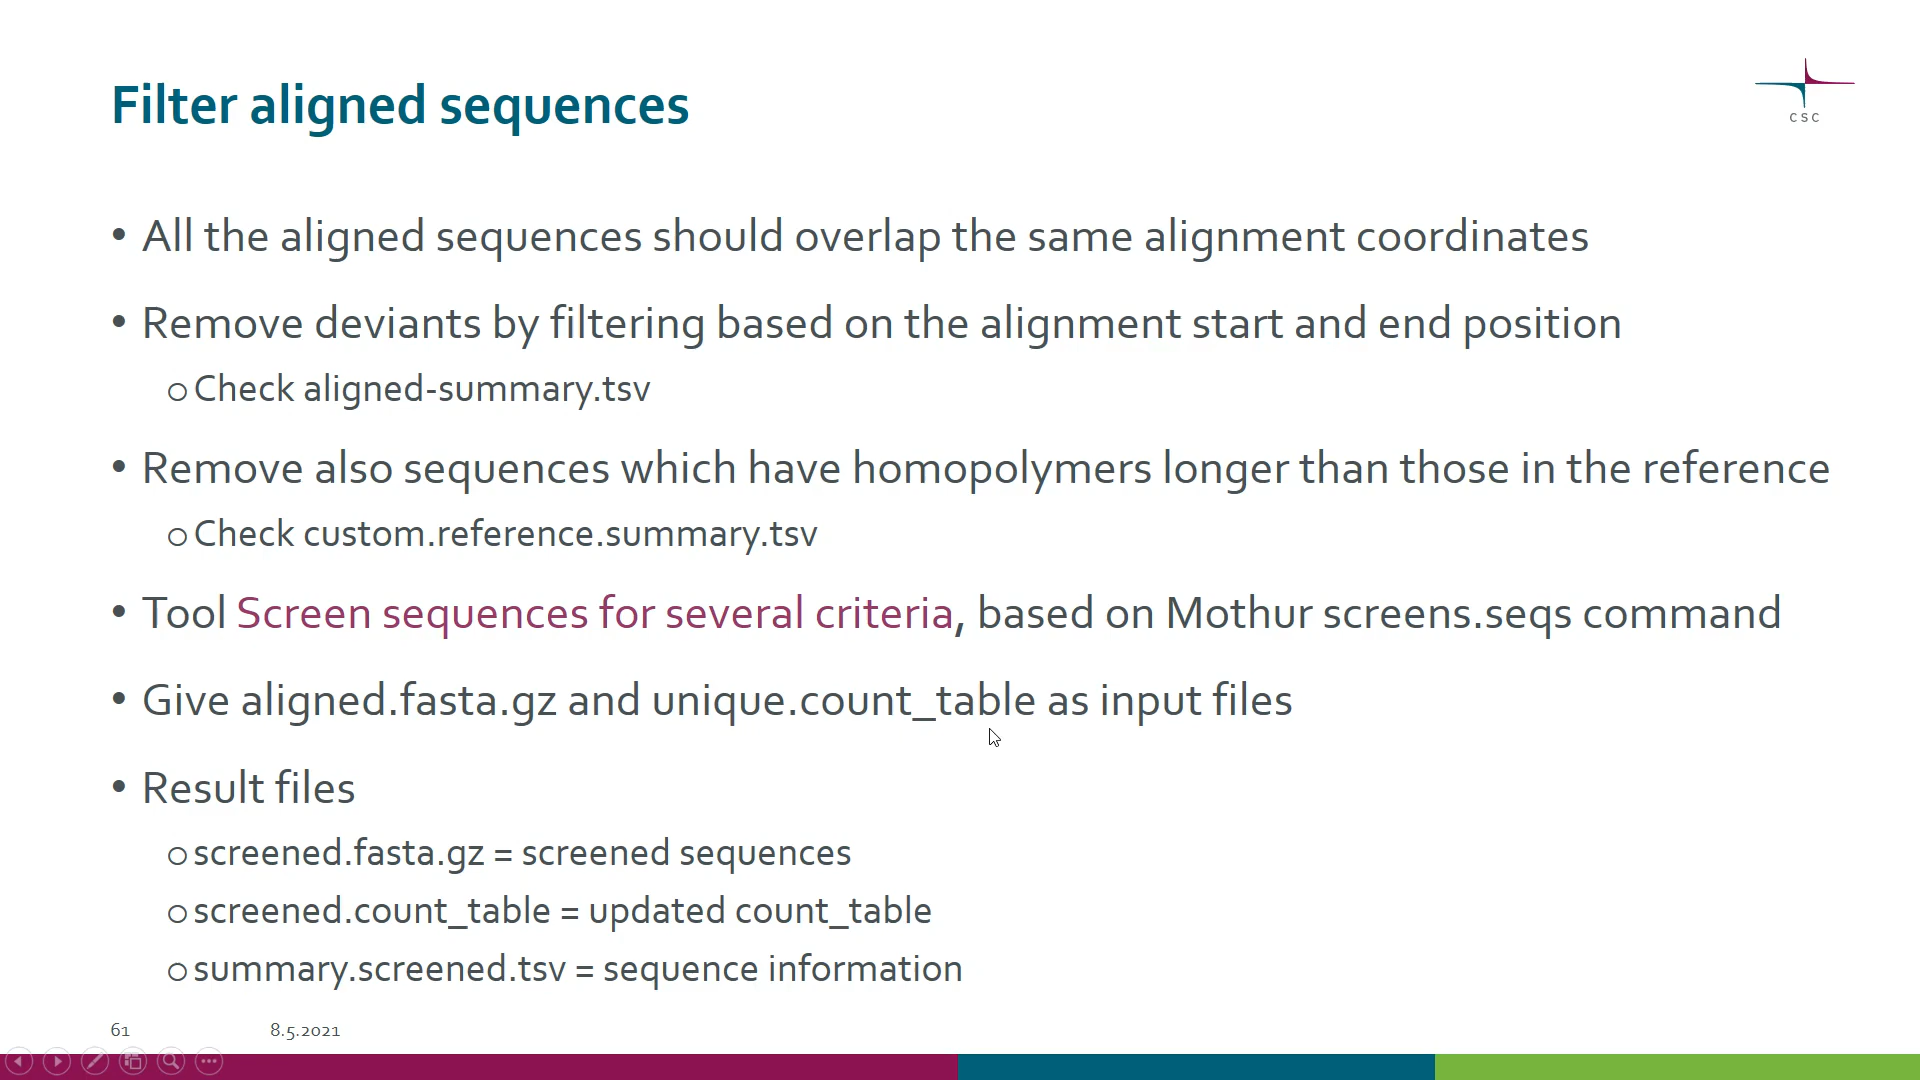 Filter aligned sequences
CSC
• All the aligned sequences should overlap the same alignment coordinates
• Remove deviants by filtering based on the alignment start and end position
o Check aligned-summary.tsv
• Remove also sequences which have homopolymers longer than those in the reference
o Check custom.reference.summary.tsv
• Tool Screen sequences for several criteria, based on Mothur screens.seqs command
• Give aligned.fasta.gz and unique.count_table as input files
• Result files
o screened.fasta.gz = screened sequences
o screened.count_table = updated count_table
o summary.screened.tsv = sequence information
61 8.5.2021